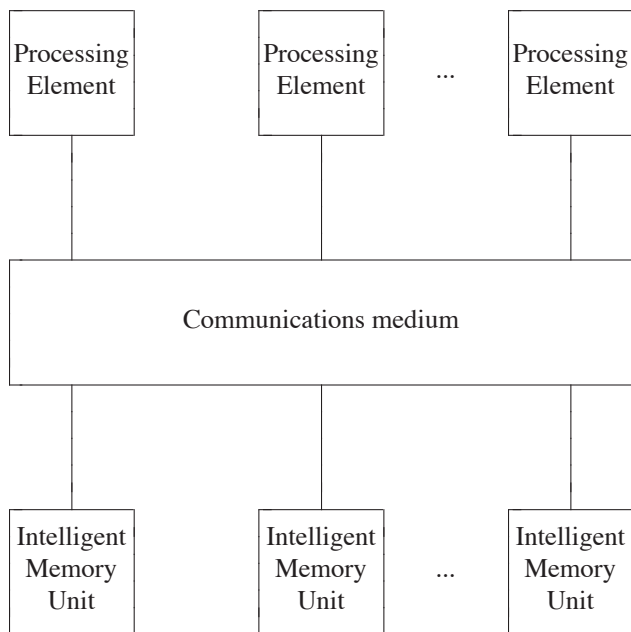 Processing
Element
Processing
Element
...
Processing
Element
Communications medium
Intelligent
Memory
Unit
Intelligent
Memory
Unit
...
Intelligent
Memory
Unit